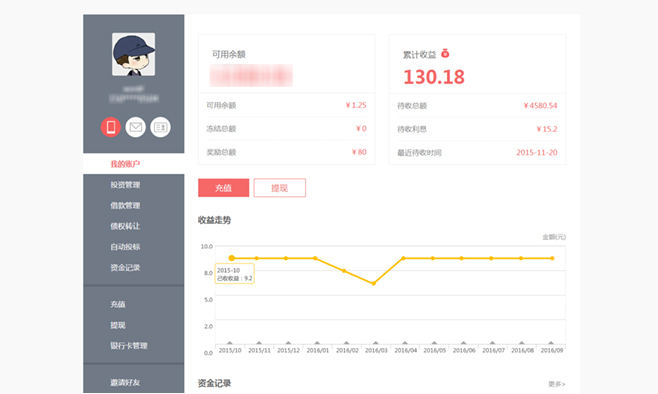 我的账户
投资管理
借款管理
债权转让
自动投标
资金记录
充值
提现
银行卡管理
邀请好友
可用余额
可用余额 ¥ 1.25
冻结总额 ¥ 0
奖励总额 ¥ 80
累计收益
130.18
待收总额 ¥ 4580.54
待收利息 ¥ 15.2
最近待收时间 2015-11-20
充值 提现
收益走势
金额(元)
10.0
8.0
5.0
2.0
0.0
2015-10
已收收益：9.2
2015/10 2015/11 2015/12 2016/01 2016/02 2016/03 2016/04 2016/05 2016/06 2016/07 2016/08 2016/09
资金记录 更多>